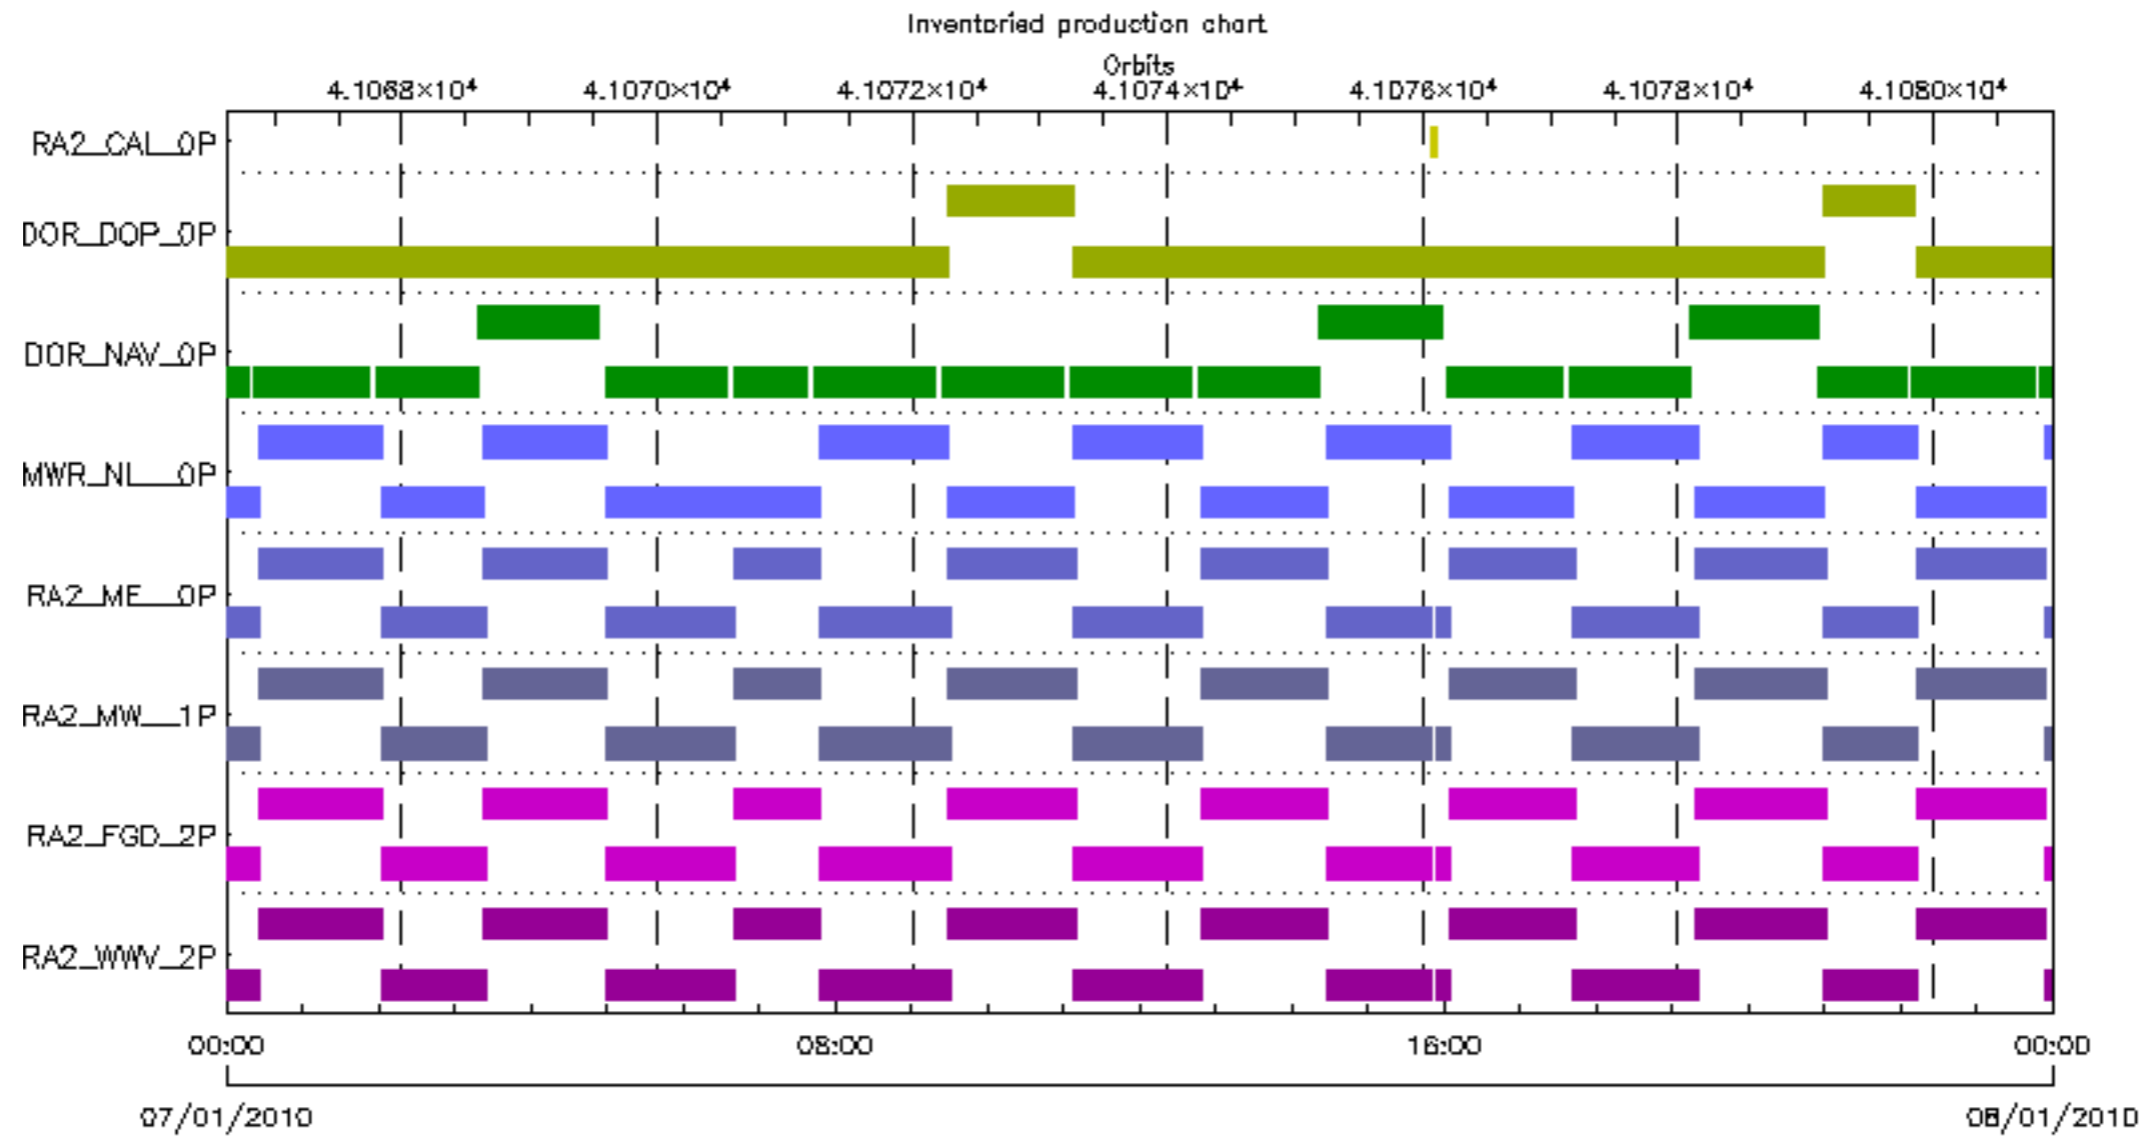 Inventoried production chart
Orbits
4.1068×10⁴ 4.1070×10⁴ 4.1072×10⁴ 4.1074×10⁴ 4.1076×10⁴ 4.1078×10⁴ 4.1080×10⁴
RA2_CAL_0P
DOR_DOP_0P
DOR_NAV_0P
MWR_NL__0P
RA2_ME__0P
RA2_MW__1P
RA2_FGD_2P
RA2_WWV_2P
00:00 08:00 16:00 00:00
07/01/2010 08/01/2010